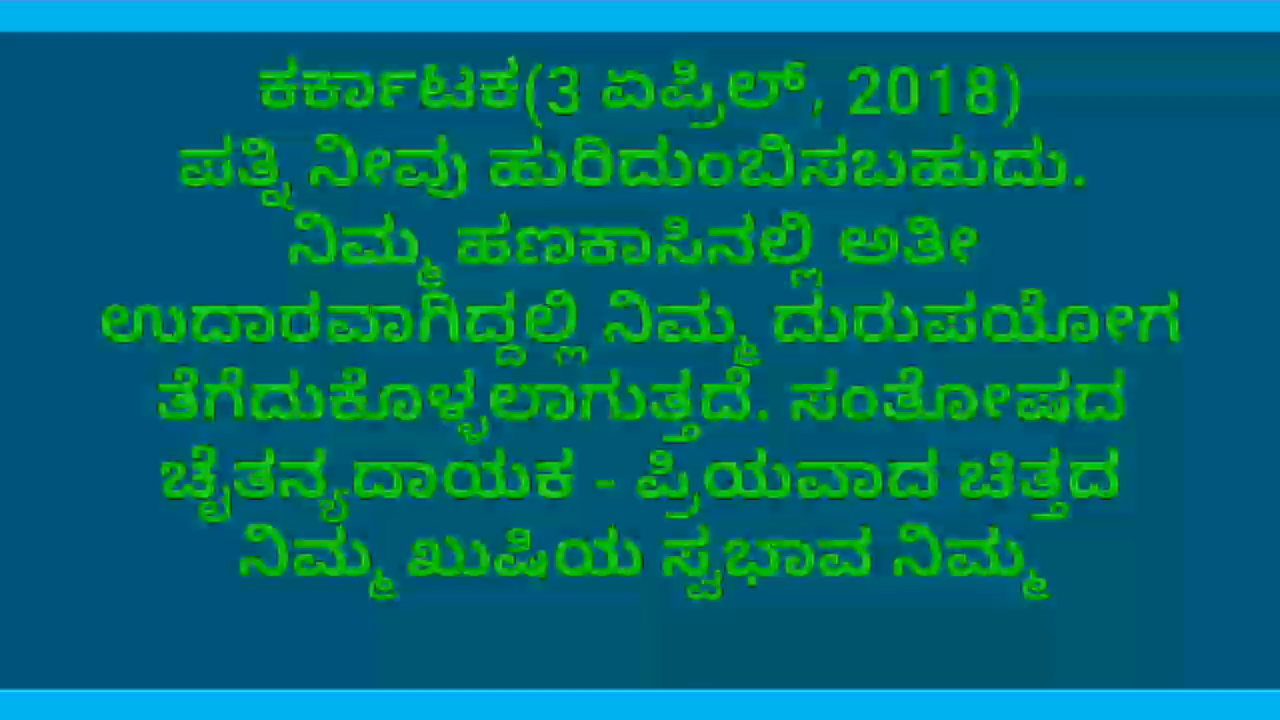 ಕರ್ಕಾಟಕ(3 ಏಪ್ರಿಲ್, 2018)
ಪತ್ನಿ ನೀವು ಹುರಿದುಂಬಿಸಬಹುದು.
ನಿಮ್ಮ ಹಣಕಾಸಿನಲ್ಲಿ ಅತೀ
ಉದಾರವಾಗಿದ್ದಲ್ಲಿ ನಿಮ್ಮ ದುರುಪಯೋಗ
ತೆಗೆದುಕೊಳ್ಳಲಾಗುತ್ತದೆ. ಸಂತೋಷದ
ಚೈತನ್ಯದಾಯಕ - ಪ್ರಿಯವಾದ ಚಿತ್ತದ
ನಿಮ್ಮ ಖುಷಿಯ ಸ್ವಭಾವ ನಿಮ್ಮ